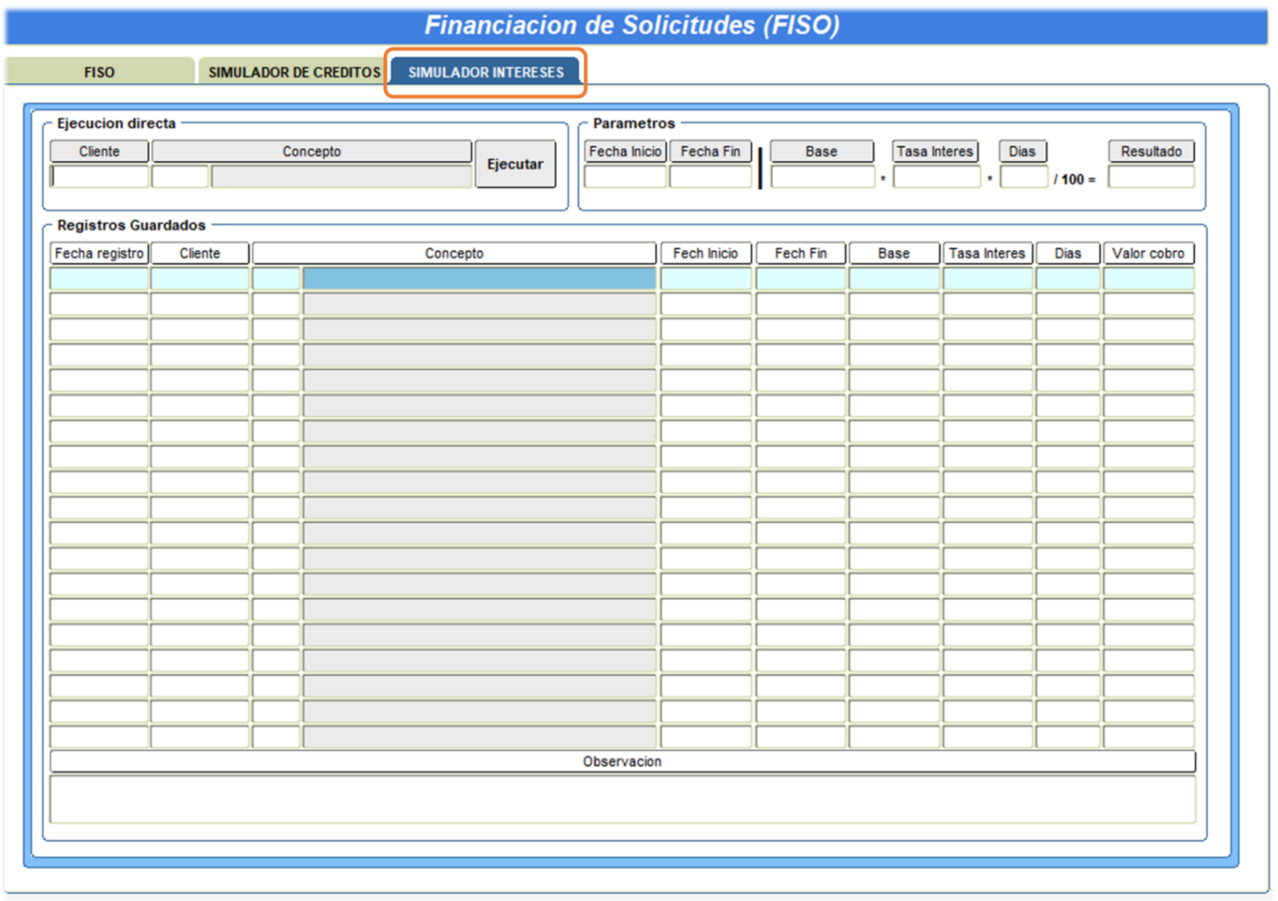 Financiacion de Solicitudes (FISO)
FISO SIMULADOR DE CREDITOS SIMULADOR INTERESES
Ejecucion directa
Cliente Concepto Ejecutar
Parametros
Fecha Inicio Fecha Fin Base Tasa Interes Dias Resultado
* * / 100 =
Registros Guardados
Fecha registro Cliente Concepto Fech Inicio Fech Fin Base Tasa Interes Días Valor cobro
Observacion